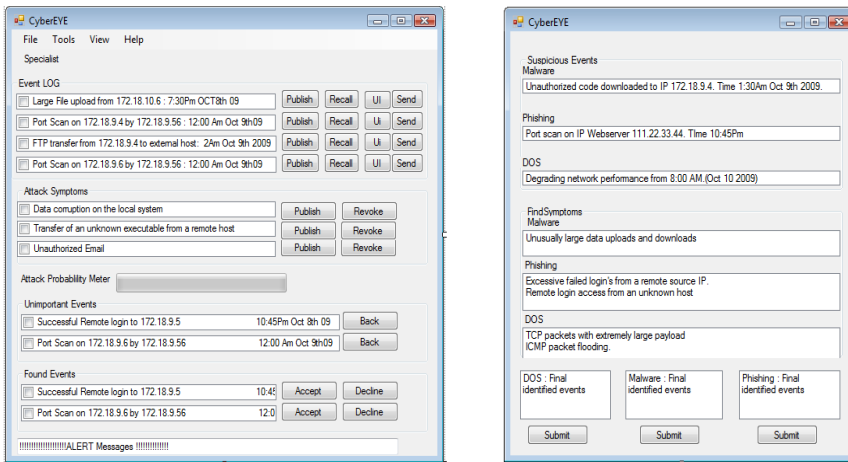 CyberEYE
File Tools View Help
Specialist
Event LOG
Large File upload from 172.18.10.6 : 7:30Pm OCT8th 09 Publish Recall UI Send
Port Scan on 172.18.9.4 by 172.18.9.56 : 12:00 Am Oct 9th09 Publish Recall Ui Send
FTP transfer from 172.18.9.4 to external host: 2Am Oct 9th 2009 Publish Recall Ui Send
Port Scan on 172.18.9.6 by 172.18.9.56 : 12:00 Am Oct 9th09 Publish Recall UI Send
Attack Symptoms
Data corruption on the local system Publish Revoke
Transfer of an unknown executable from a remote host Publish Revoke
Unauthorized Email Publish Revoke
Attack Probability Meter
Unimportant Events
Successful Remote login to 172.18.9.5 10:45Pm Oct 8th 09 Back
Port Scan on 172.18.9.6 by 172.18.9.56 12:00 Am Oct 9th09 Back
Found Events
Successful Remote login to 172.18.9.5 10:45 Accept Decline
Port Scan on 172.18.9.6 by 172.18.9.56 12:0 Accept Decline
!!!!!!!!!!!!!!!!!!!!ALERT Messages !!!!!!!!!!!!!!
CyberEYE
Suspicious Events
Malware
Unauthorized code downloaded to IP 172.18.9.4. Time 1:30Am Oct 9th 2009.
Phishing
Port scan on IP Webserver 111.22.33.44. TIme 10:45Pm
DOS
Degrading network performance from 8:00 AM.(Oct 10 2009)
FindSymptoms
Malware
Unusually large data uploads and downloads
Phishing
Excessive failed login's from a remote source IP.
Remote login access from an unknown host
DOS
TCP packets with extremely large payload
ICMP packet flooding.
DOS : Final identified events
Malware : Final identified events
Phishing : Final identified events
Submit Submit Submit